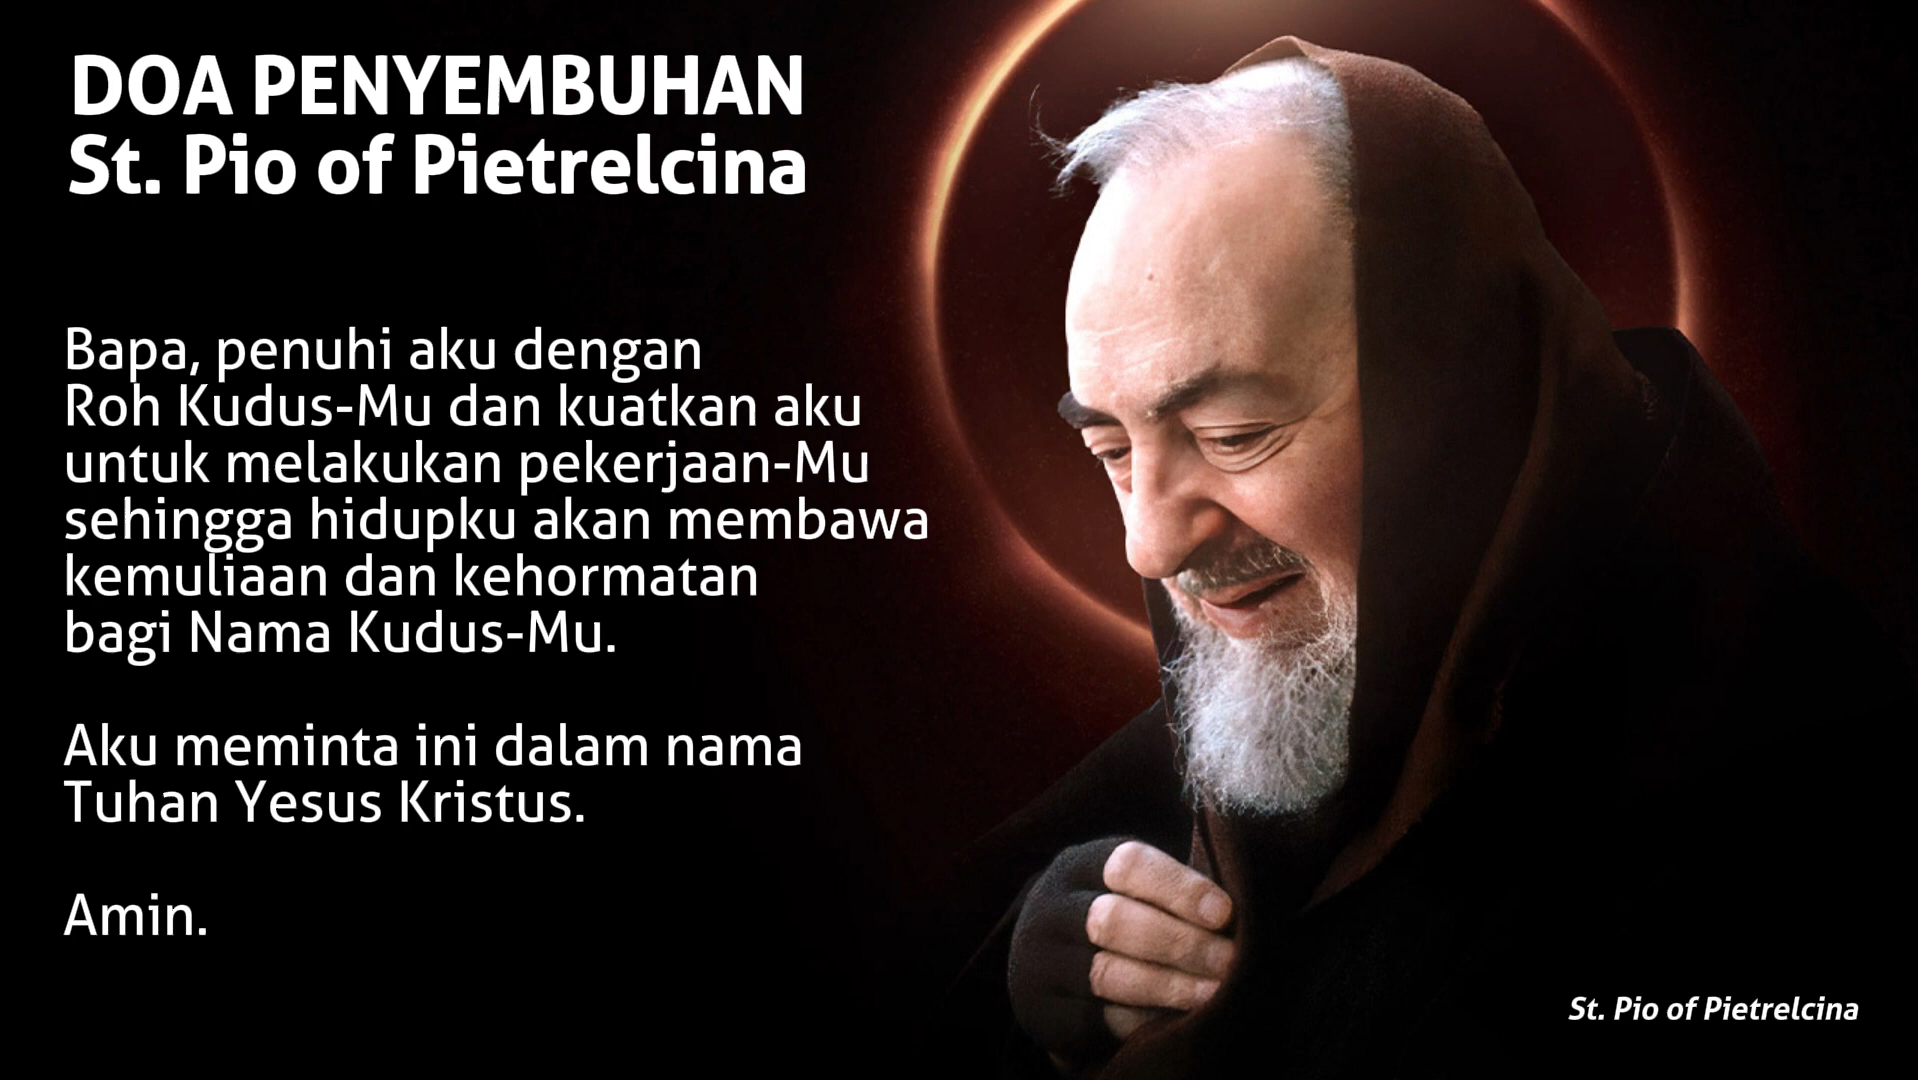 DOA PENYEMBUHAN
St. Pio of Pietrelcina
Bapa, penuhi aku dengan
Roh Kudus-Mu dan kuatkan aku
untuk melakukan pekerjaan-Mu
sehingga hidupku akan membawa
kemuliaan dan kehormatan
bagi Nama Kudus-Mu.
Aku meminta ini dalam nama
Tuhan Yesus Kristus.
Amin.
St. Pio of Pietrelcina